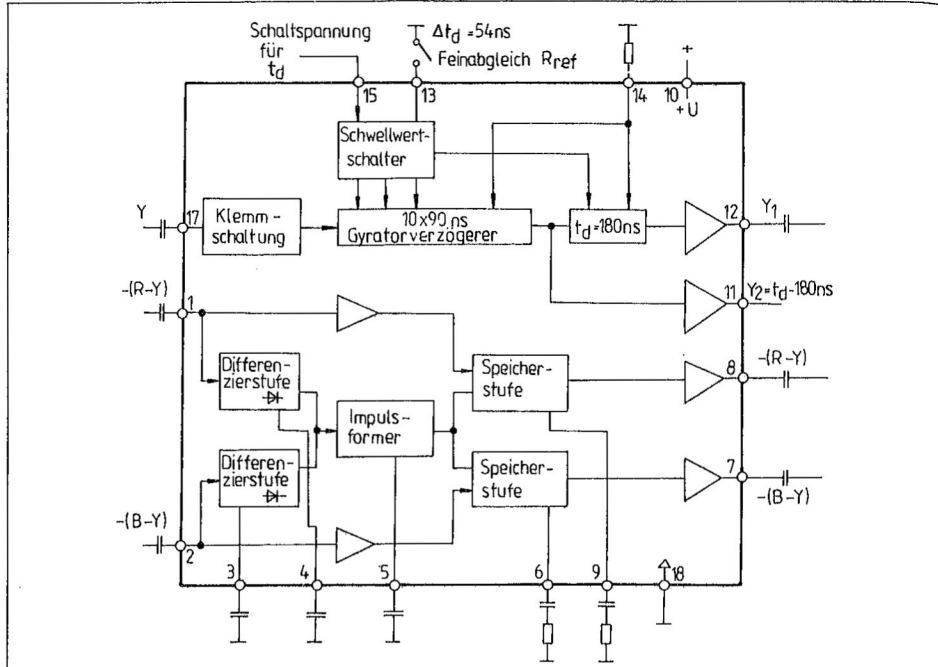 Schaltspannung
für
td
Δtd=54ns
Feinabgleich Rref
15
13
14
10
+
+U
Schwellwert-
schalter
Y
17
Klemm-
schaltung
10x90 ns
Gyratorverzögerer
td=180ns
12
Y1
11
Y2=td-180ns
-(R-Y)
1
Differen-
zierstufe
Impuls-
former
Speicher-
stufe
8
-(R-Y)
Differen-
zierstufe
Speicher-
stufe
7
-(B-Y)
-(B-Y)
2
3
4
5
6
9
18